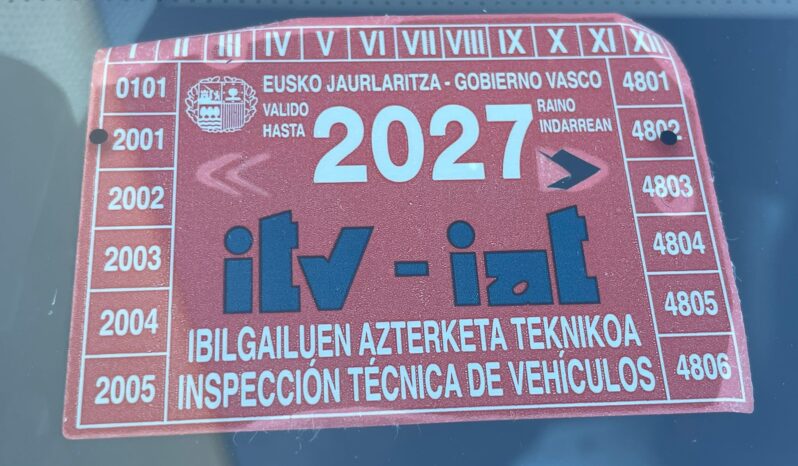 I II III IV V VI VII VIII IX X XI XII
0101
2001
2002
2003
2004
2005
EUSKO JAURLARITZA - GOBIERNO VASCO
VALIDO
HASTA
2027
RAINO
INDARREAN
itv - iat
IBILGAILUEN AZTERKETA TEKNIKOA
INSPECCIÓN TÉCNICA DE VEHÍCULOS
4801
4802
4803
4804
4805
4806